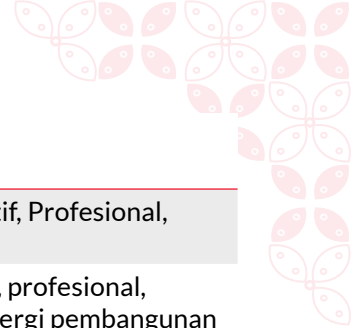 tif, Profesional,
, profesional,
ergi pembangunan